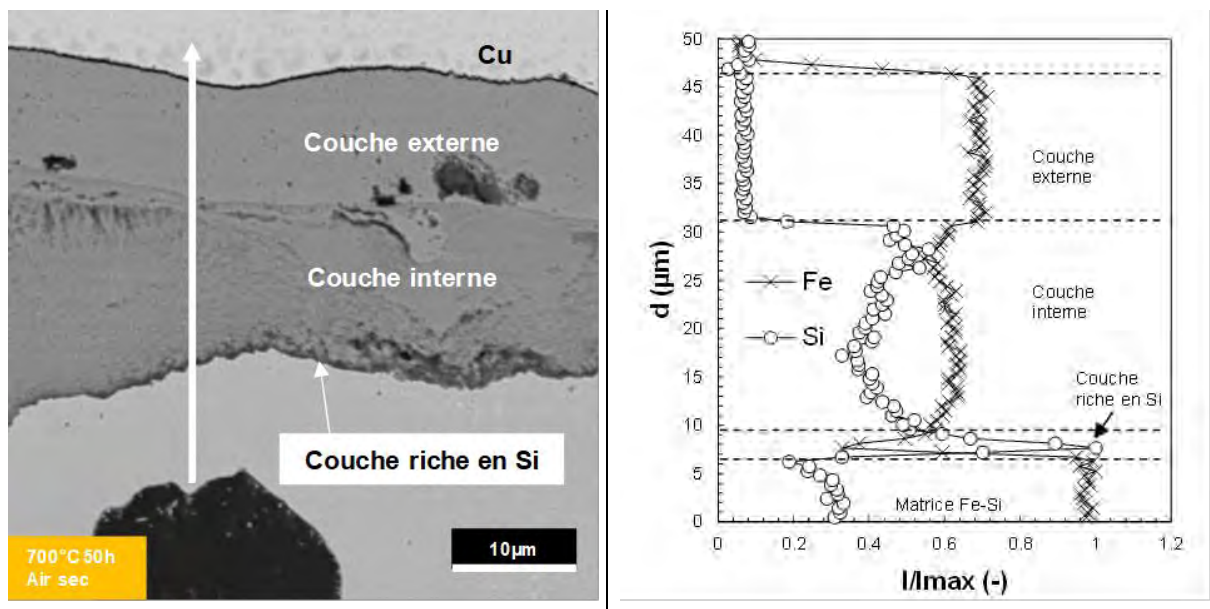 Cu
Couche externe
Couche interne
Couche riche en Si
10µm
700°C 50h
Air sec
50
45
40
35
30
25
20
15
10
5
0
d (µm)
Couche
externe
Fe
Si
Couche
interne
Couche
riche en Si
Matrice Fe-Si
0
0.2
0.4
0.6
0.8
1
1.2
I/Imax (-)